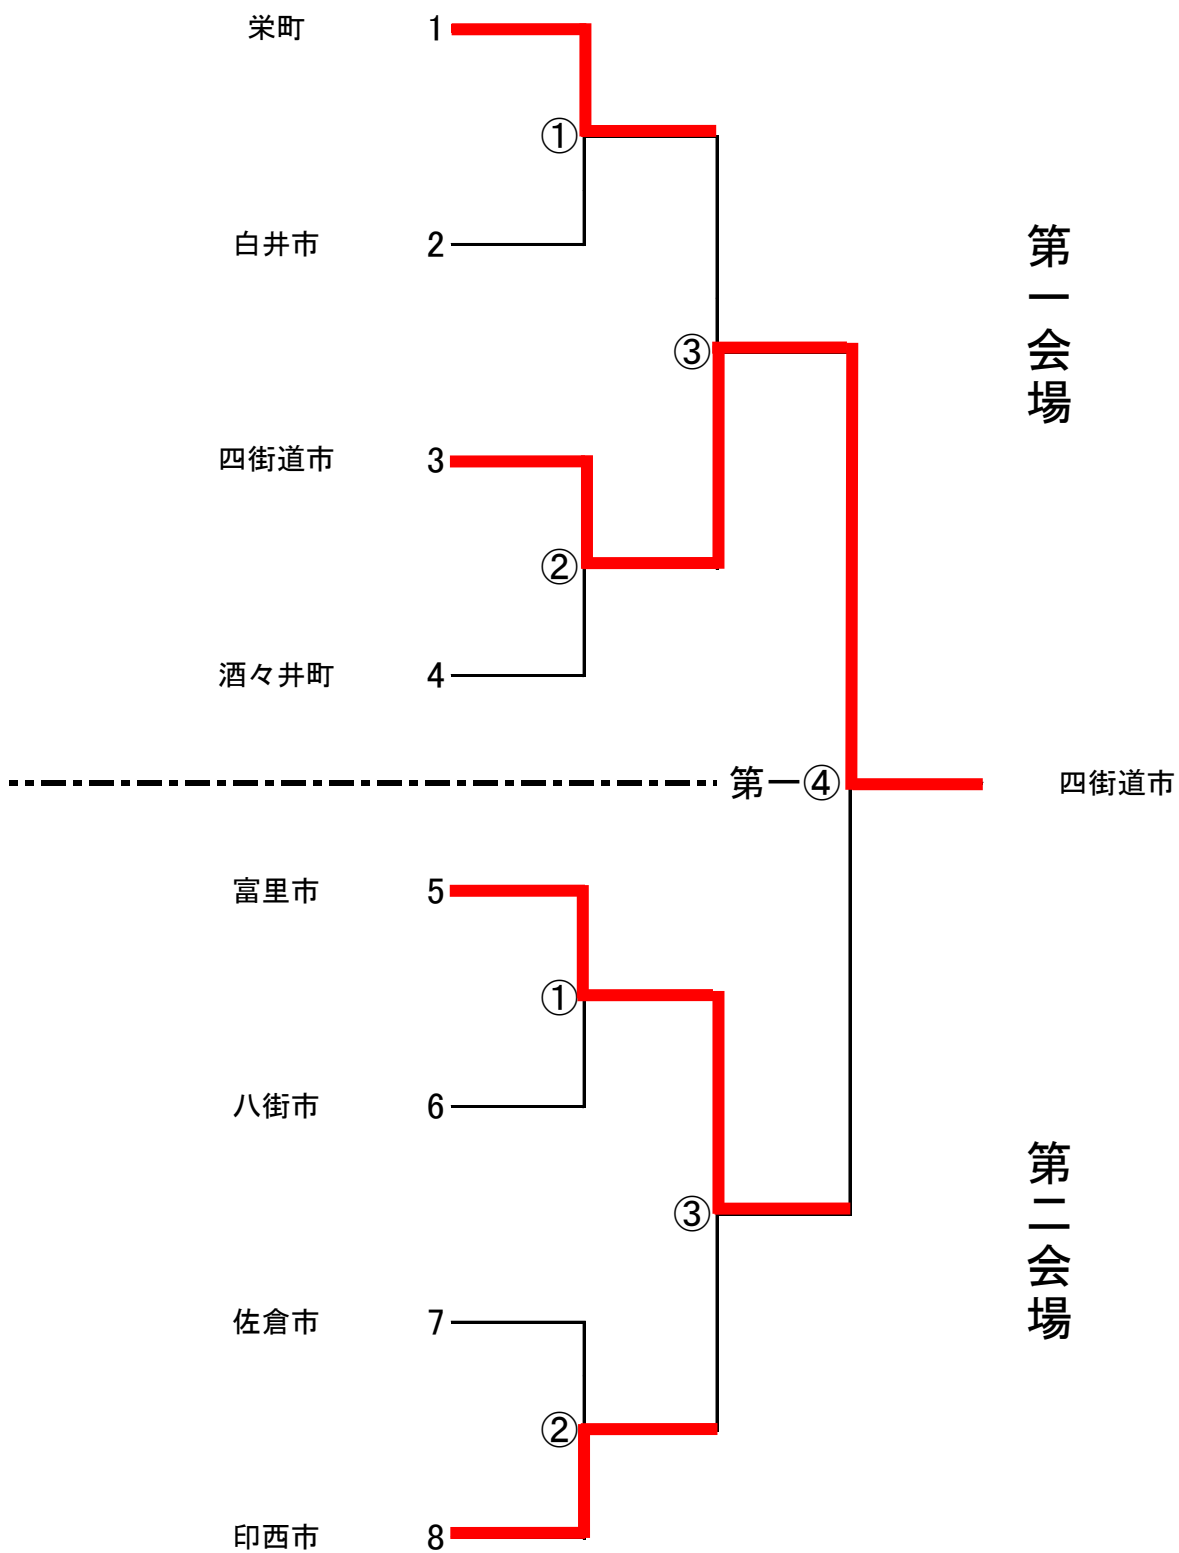 栄町 1
①
白井市 2
第一会場
③
四街道市 3
②
酒々井町 4
第一④ 四街道市
富里市 5
①
八街市 6
第二会場
③
佐倉市 7
②
印西市 8